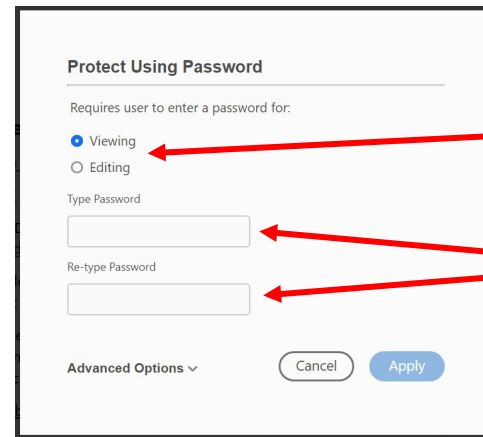 Protect Using Password
Requires user to enter a password for:
Viewing
Editing
Type Password
Re-type Password
Advanced Options
Cancel
Apply